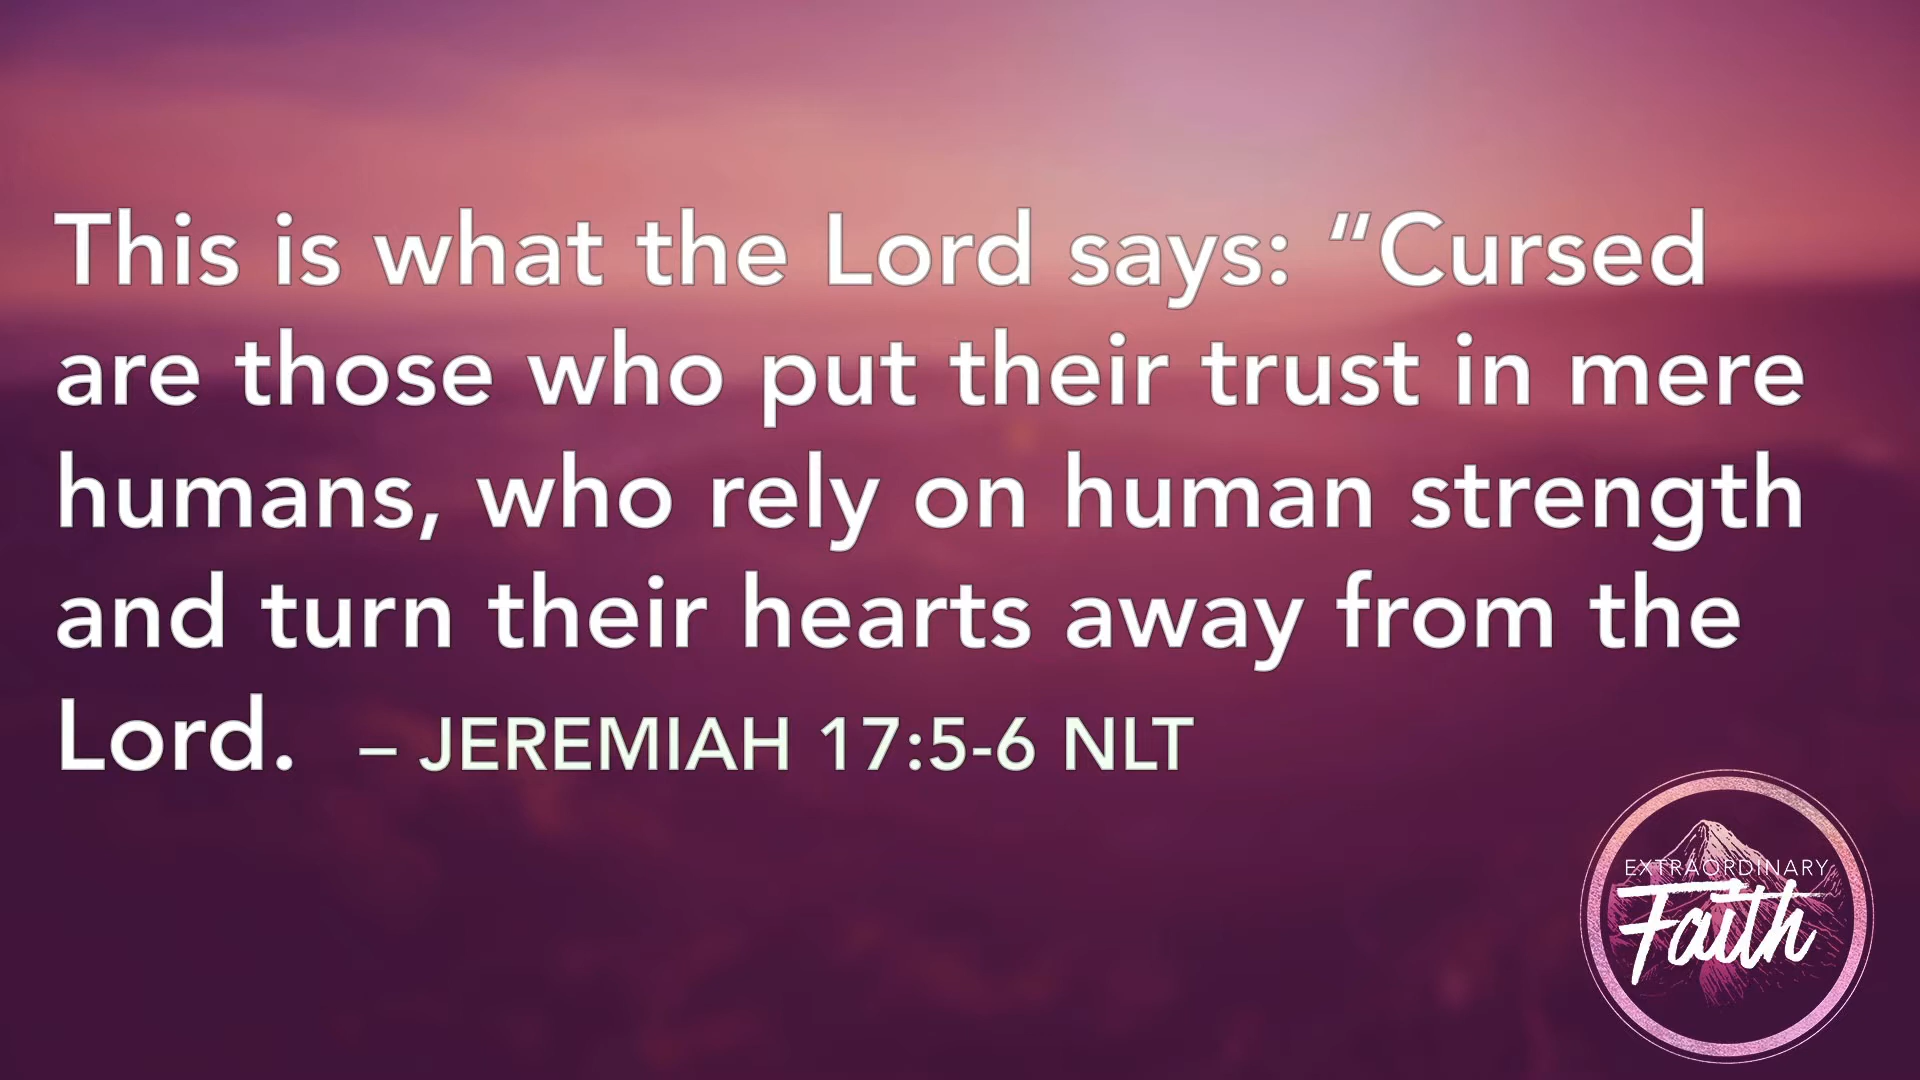 This is what the Lord says: “Cursed
are those who put their trust in mere
humans, who rely on human strength
and turn their hearts away from the
Lord. – JEREMIAH 17:5-6 NLT
EXTRAORDINARY
Faith